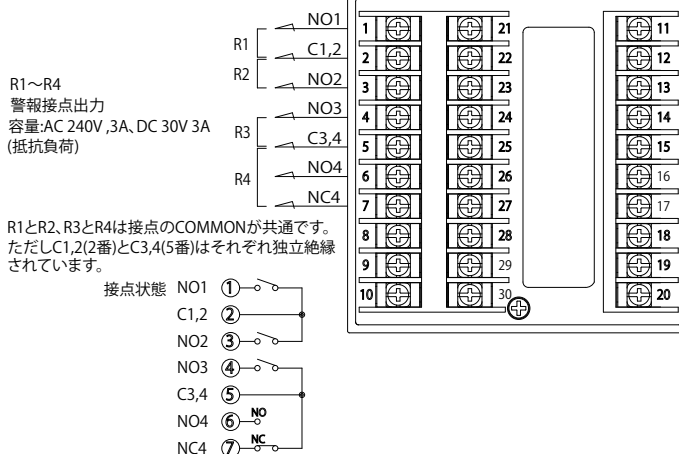 NO1
R1
C1,2
R2
NO2
NO3
R3
C3,4
NO4
R4
NC4
R1～R4
警報接点出力
容量:AC 240V ,3A、DC 30V 3A
(抵抗負荷)
1 21 11
2 22 12
3 23 13
4 24 14
5 25 15
6 26 16
7 27 17
8 28 18
9 29 19
10 30 20
R1とR2、R3とR4は接点のCOMMONが共通です。
ただしC1,2(2番)とC3,4(5番)はそれぞれ独立絶縁
されています。
接点状態 NO1 ①
C1,2 ②
NO2 ③
NO3 ④
C3,4 ⑤
NO4 ⑥ NO
NC4 ⑦ NC